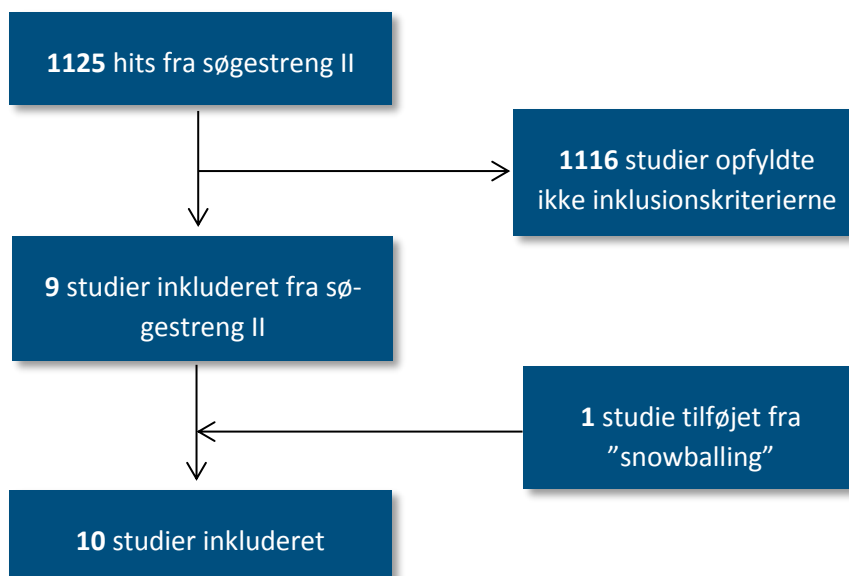 1125 hits fra søgestreng II
1116 studier opfyldte
ikke inklusionskriterierne
9 studier inkluderet fra sø-
gestreng II
1 studie tilføjet fra
”snowballing”
10 studier inkluderet